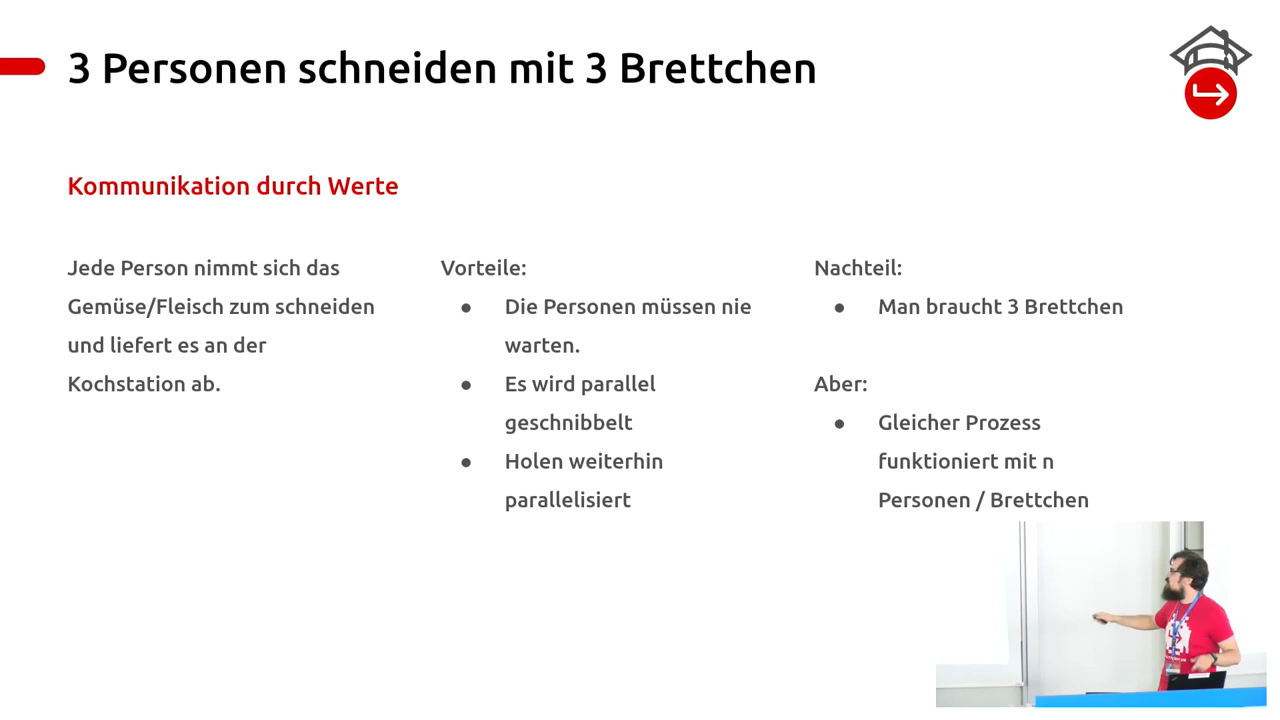 3 Personen schneiden mit 3 Brettchen
Kommunikation durch Werte
Jede Person nimmt sich das
Gemüse/Fleisch zum schneiden
und liefert es an der
Kochstation ab.
Vorteile:
● Die Personen müssen nie
warten.
● Es wird parallel
geschnibbelt
● Holen weiterhin
parallelisiert
Nachteil:
● Man braucht 3 Brettchen
Aber:
● Gleicher Prozess
funktioniert mit n
Personen / Brettchen